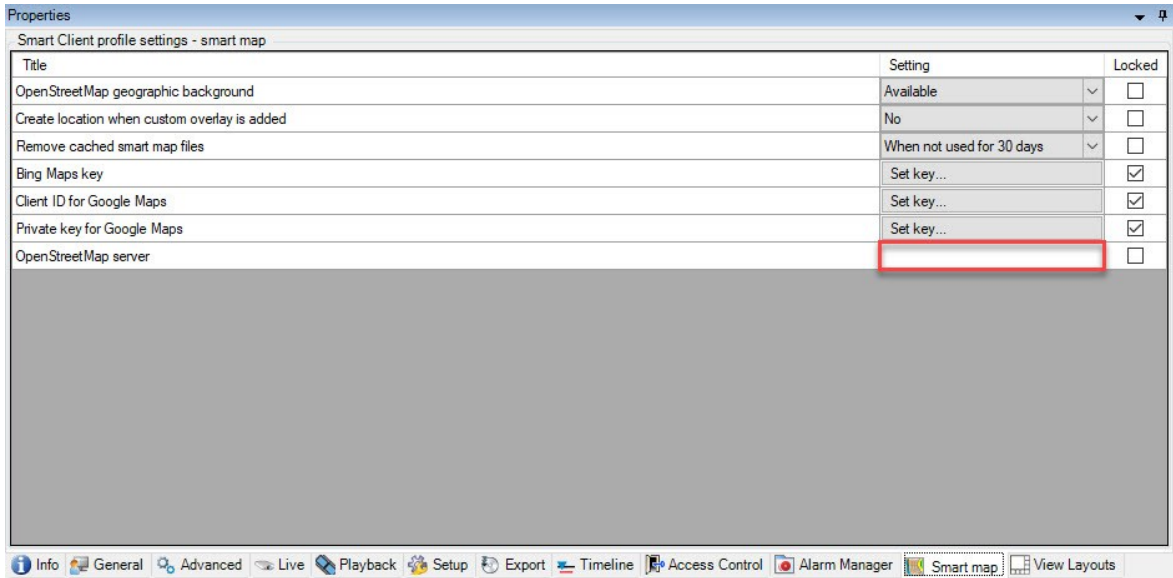 Properties
Smart Client profile settings - smart map
Title Setting Locked
OpenStreetMap geographic background Available
Create location when custom overlay is added No
Remove cached smart map files When not used for 30 days
Bing Maps key Set key...
Client ID for Google Maps Set key...
Private key for Google Maps Set key...
OpenStreetMap server
Info General Advanced Live Playback Setup Export Timeline Access Control Alarm Manager Smart map View Layouts